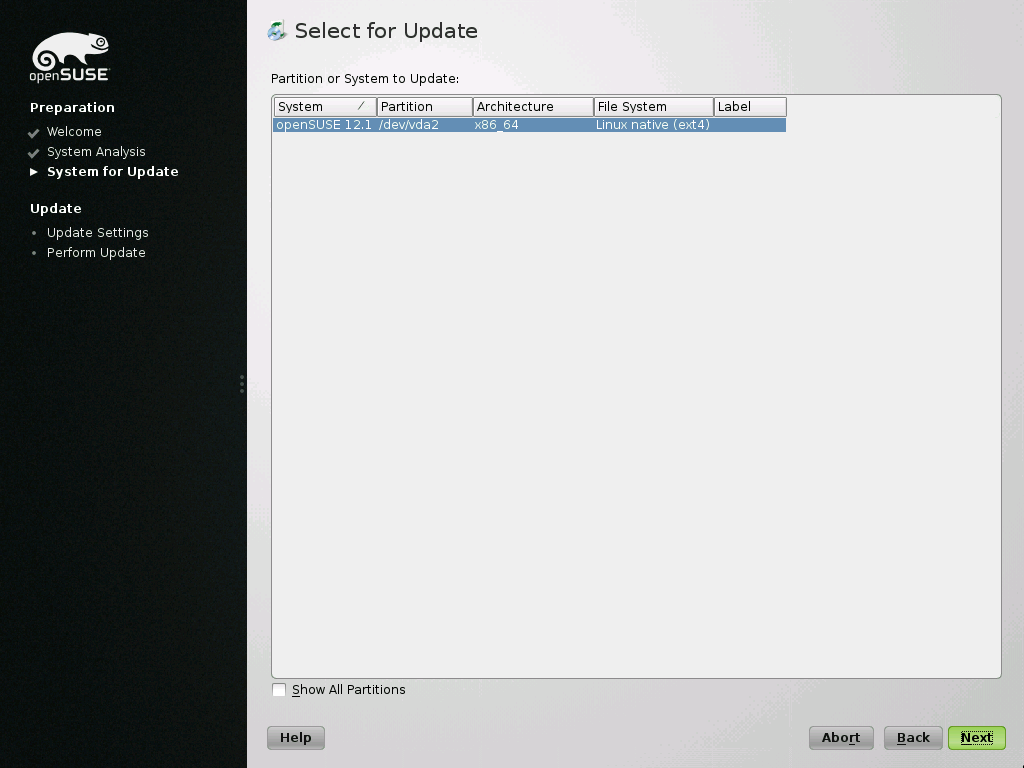 openSUSE
Preparation
Welcome
System Analysis
System for Update
Update
Update Settings
Perform Update
Select for Update
Partition or System to Update:
System Partition Architecture File System Label
openSUSE 12.1 /dev/vda2 x86_64 Linux native (ext4)
Show All Partitions
Help Abort Back Next